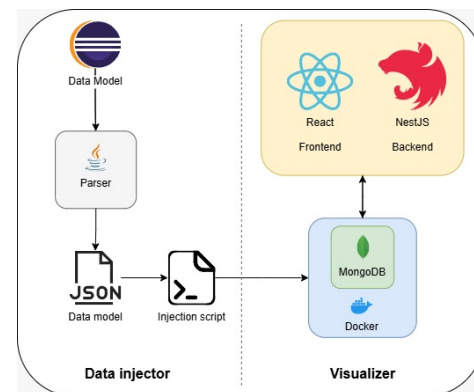 Data Model
Parser
JSON
Data model
Injection script
Data injector
React
NestJS
Frontend
Backend
MongoDB
Docker
Visualizer